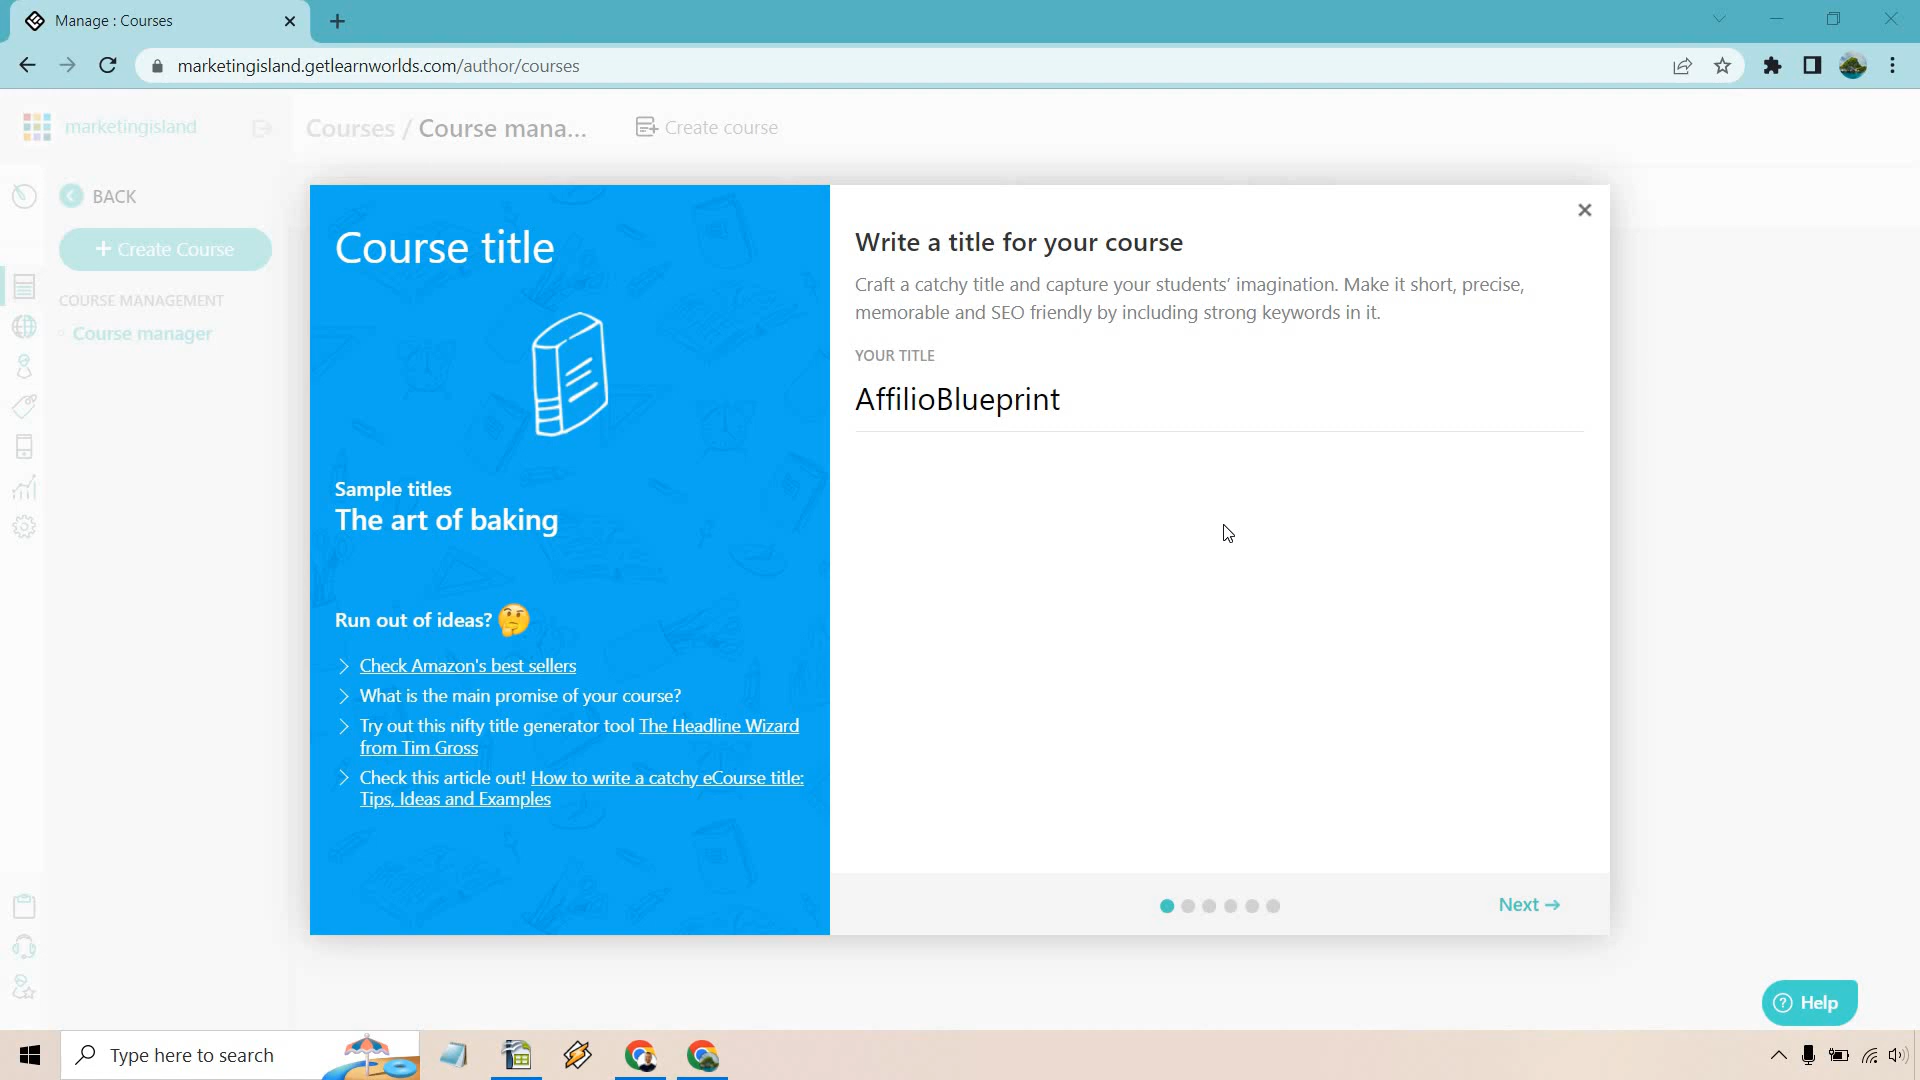 Manage : Courses
marketingisland.getlearnworlds.com/author/courses
marketingisland
Courses / Course mana...
Create course
BACK
+ Create Course
COURSE MANAGEMENT
Course manager
Course title
Sample titles
The art of baking
Run out of ideas?
Check Amazon's best sellers
What is the main promise of your course?
Try out this nifty title generator tool The Headline Wizard
from Tim Gross
Check this article out! How to write a catchy eCourse title:
Tips, Ideas and Examples
Write a title for your course
Craft a catchy title and capture your students' imagination. Make it short, precise,
memorable and SEO friendly by including strong keywords in it.
YOUR TITLE
AffilioBlueprint
Next →
Help
Type here to search